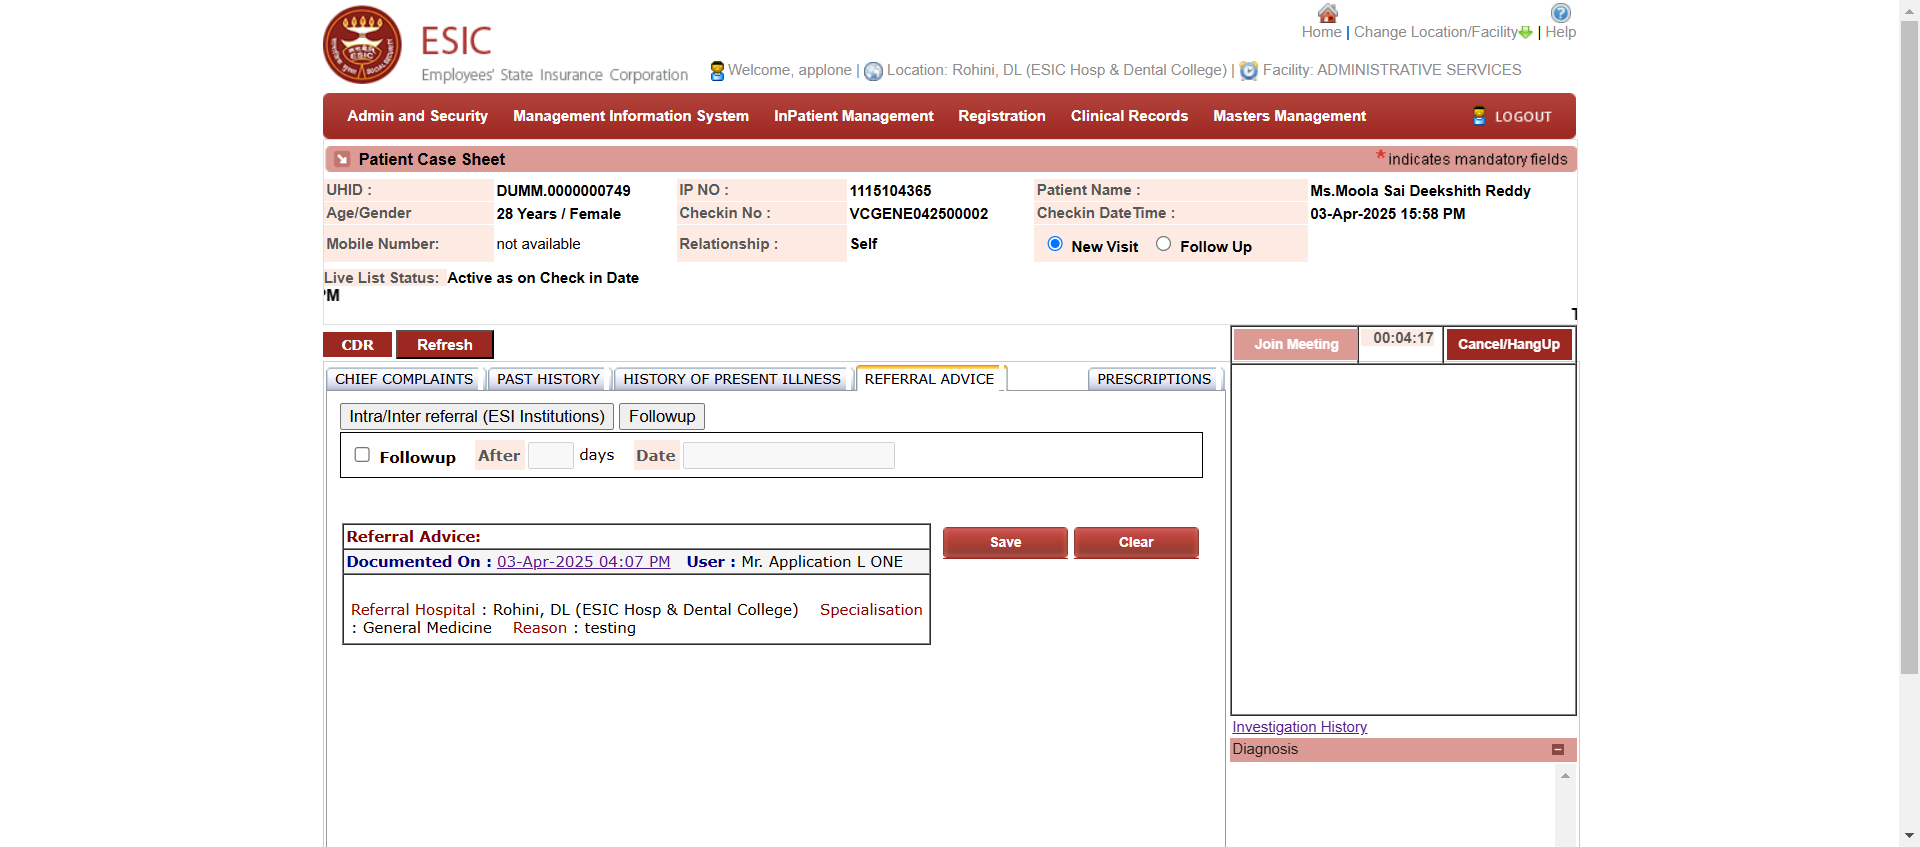 Home | Change Location/Facility | Help
ESIC
Employees' State Insurance Corporation
Welcome, applone | Location: Rohini, DL (ESIC Hosp & Dental College) | Facility: ADMINISTRATIVE SERVICES
Admin and Security Management Information System InPatient Management Registration Clinical Records Masters Management LOGOUT
Patient Case Sheet * indicates mandatory fields
UHID : DUMM.0000000749 IP NO : 1115104365 Patient Name : Ms.Moola Sai Deekshith Reddy
Age/Gender 28 Years / Female Checkin No : VCGENE042500002 Checkin DateTime : 03-Apr-2025 15:58 PM
Mobile Number: not available Relationship : Self New Visit Follow Up
Live List Status: Active as on Check in Date
PM
CDR Refresh Join Meeting 00:04:17 Cancel/HangUp
CHIEF COMPLAINTS PAST HISTORY HISTORY OF PRESENT ILLNESS REFERRAL ADVICE PRESCRIPTIONS
Intra/Inter referral (ESI Institutions) Followup
Followup After days Date
Referral Advice: Save Clear
Documented On : 03-Apr-2025 04:07 PM User : Mr. Application L ONE
Referral Hospital : Rohini, DL (ESIC Hosp & Dental College) Specialisation
: General Medicine Reason : testing
Investigation History
Diagnosis